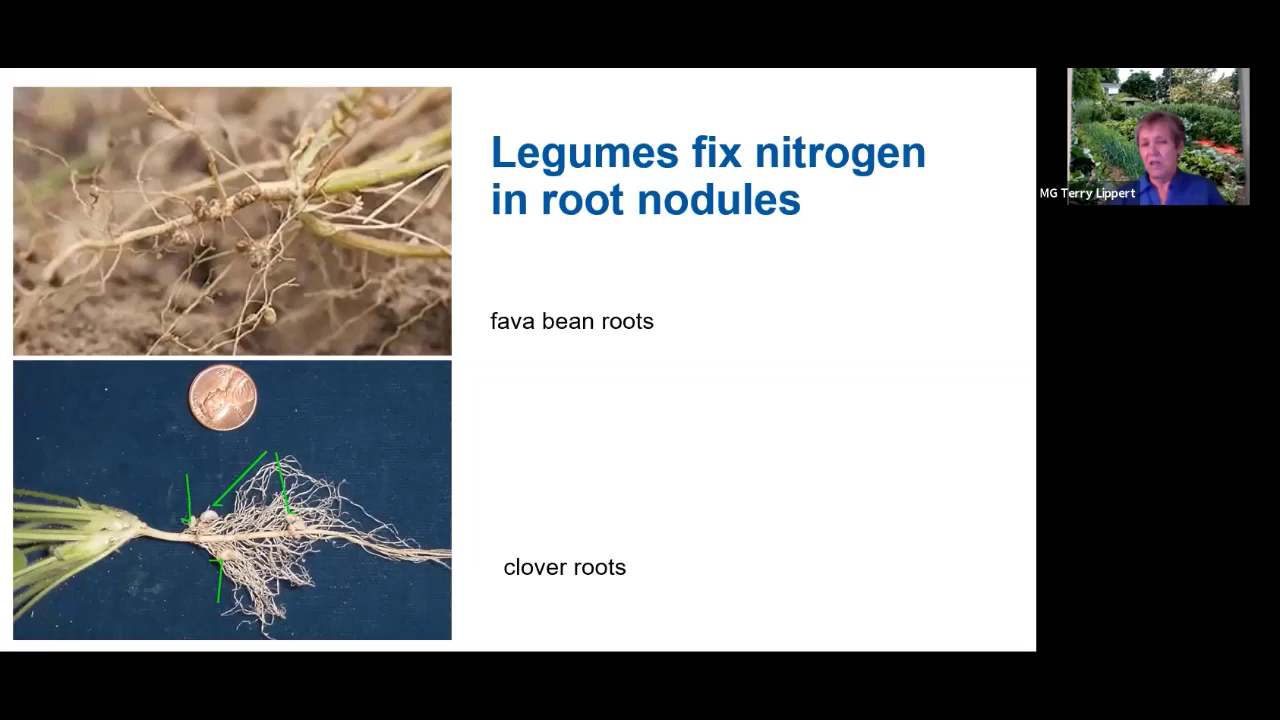 Legumes fix nitrogen
in root nodules
fava bean roots
clover roots
MG Terry Lippert